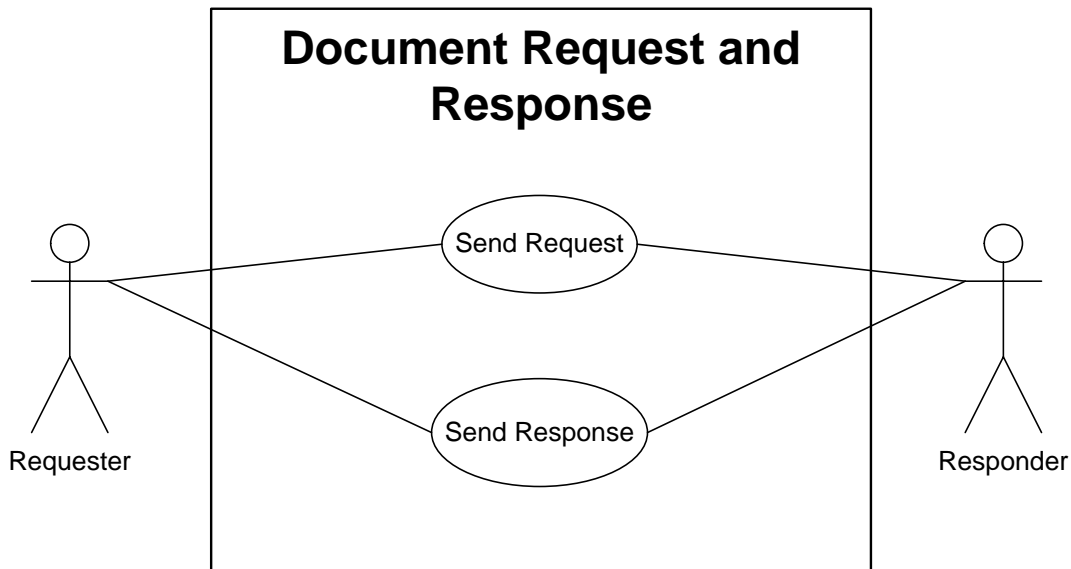 Document Request and
Response
Send Request
Send Response
Requester
Responder